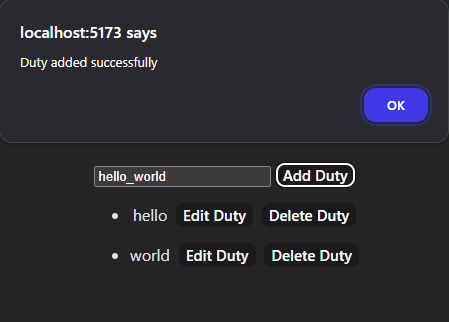 localhost:5173 says
Duty added successfully
OK
hello_world Add Duty
hello Edit Duty Delete Duty
world Edit Duty Delete Duty